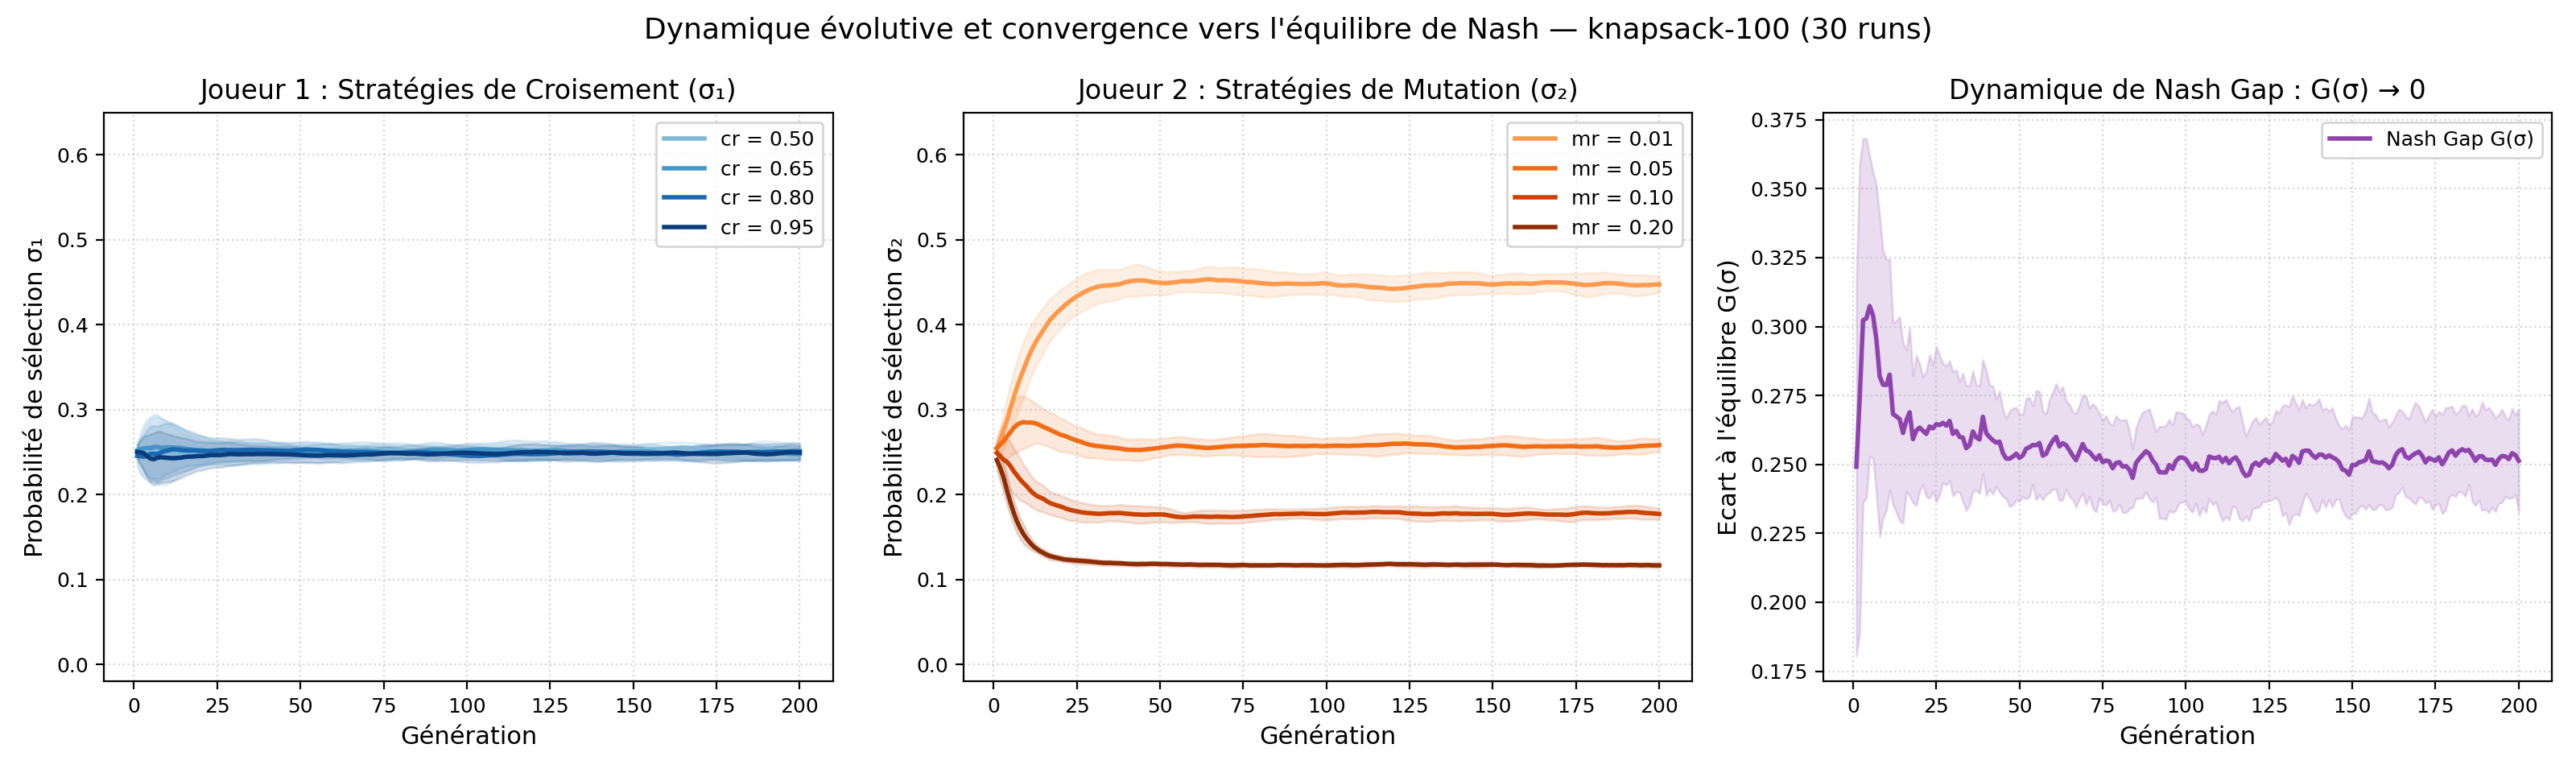 Dynamique évolutive et convergence vers l'équilibre de Nash — knapsack-100 (30 runs)
Joueur 1 : Stratégies de Croisement (σ₁)
Probabilité de sélection σ₁
0.6
0.5
0.4
0.3
0.2
0.1
0.0
cr = 0.50
cr = 0.65
cr = 0.80
cr = 0.95
0 25 50 75 100 125 150 175 200
Génération
Joueur 2 : Stratégies de Mutation (σ₂)
Probabilité de sélection σ₂
0.6
0.5
0.4
0.3
0.2
0.1
0.0
mr = 0.01
mr = 0.05
mr = 0.10
mr = 0.20
0 25 50 75 100 125 150 175 200
Génération
Dynamique de Nash Gap : G(σ) → 0
Ecart à l'équilibre G(σ)
0.375
0.350
0.325
0.300
0.275
0.250
0.225
0.200
0.175
Nash Gap G(σ)
0 25 50 75 100 125 150 175 200
Génération